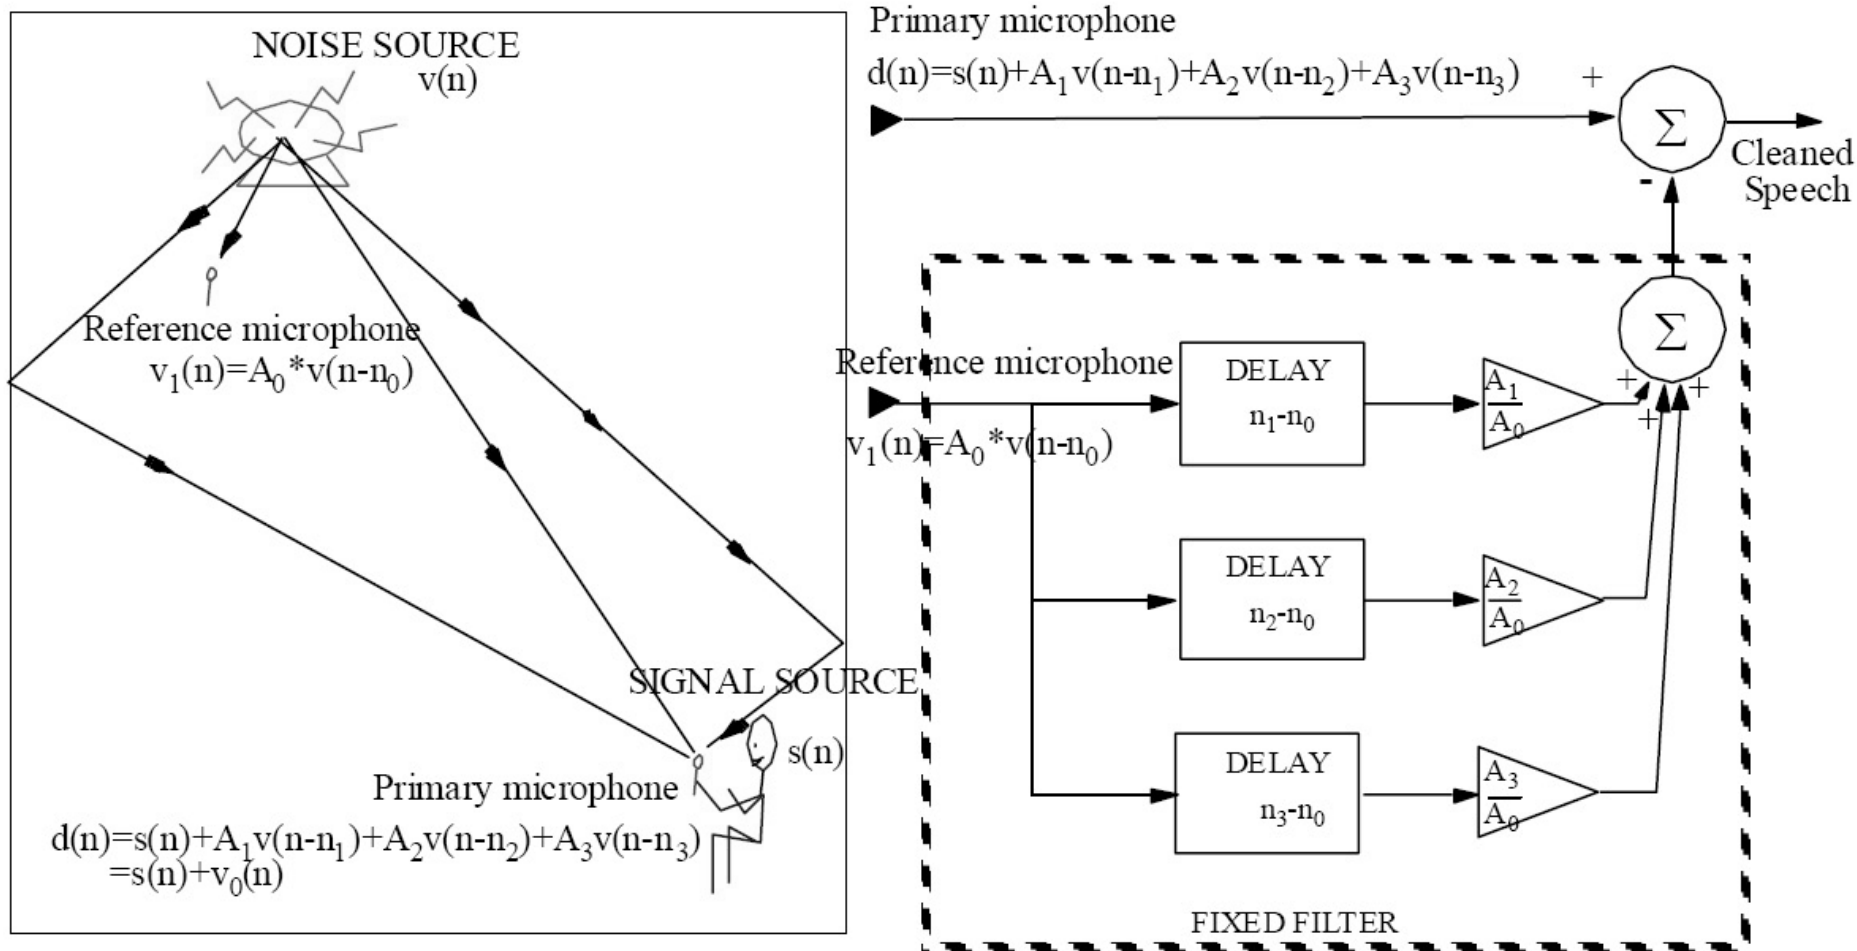 NOISE SOURCE
v(n)
Reference microphone
v₁(n)=A₀*v(n-n₀)
SIGNAL SOURCE
s(n)
Primary microphone
d(n)=s(n)+A₁v(n-n₁)+A₂v(n-n₂)+A₃v(n-n₃)
=s(n)+v₀(n)
Primary microphone
d(n)=s(n)+A₁v(n-n₁)+A₂v(n-n₂)+A₃v(n-n₃)
+
Σ
Cleaned
Speech
-
Σ
Reference microphone
v₁(n)=A₀*v(n-n₀)
DELAY
n₁-n₀
A₁
A₀
+
+
+
DELAY
n₂-n₀
A₂
A₀
DELAY
n₃-n₀
A₃
A₀
FIXED FILTER